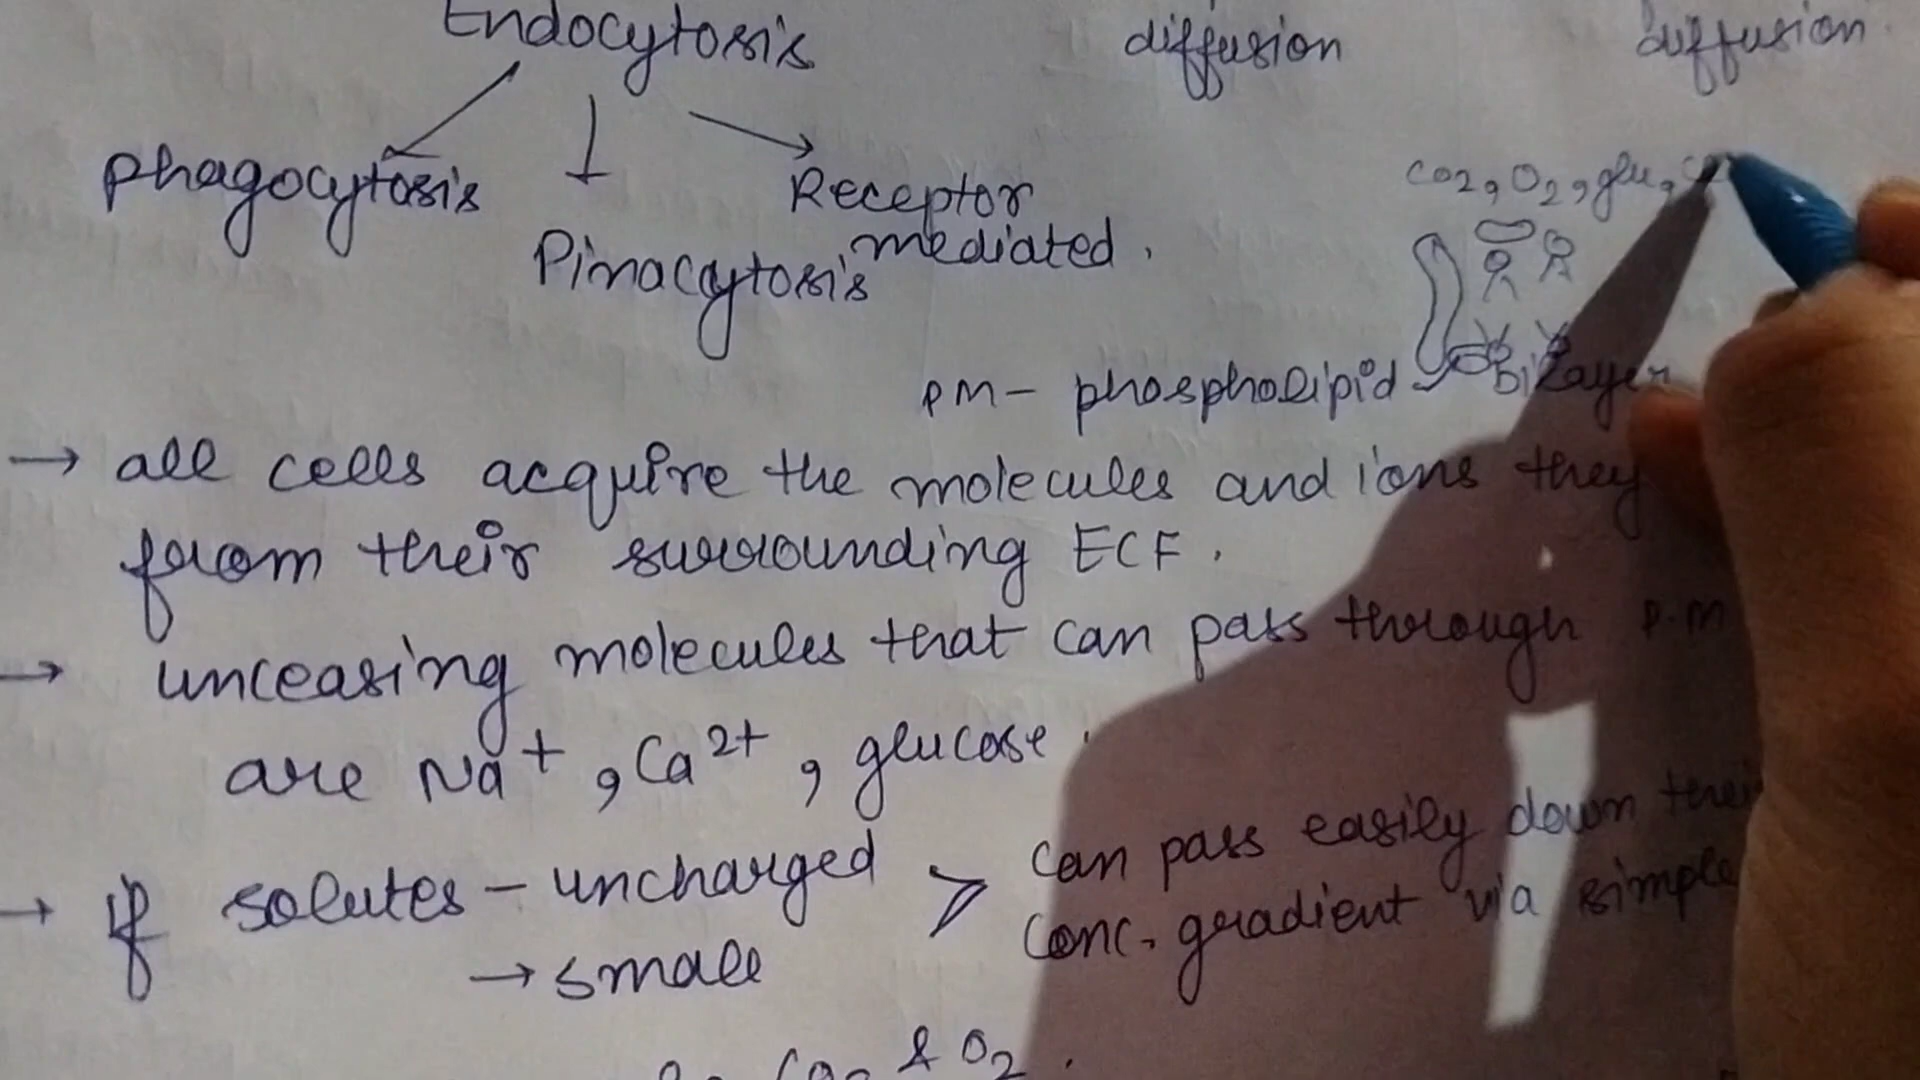 Endocytosis diffusion diffusion
phagocytosis
Receptor
mediated.
Pinacytosis
CO2, O2, glu,
PM - phospholipid Bilayer
→ all cells acquire the molecules and ions they
from their surrounding ECF.
→ unceasing molecules that can pass through P.M
are Na+, Ca2+, glucose.
→ if solutes - uncharged > can pass easily down their
→ small conc. gradient via simple
& O2.